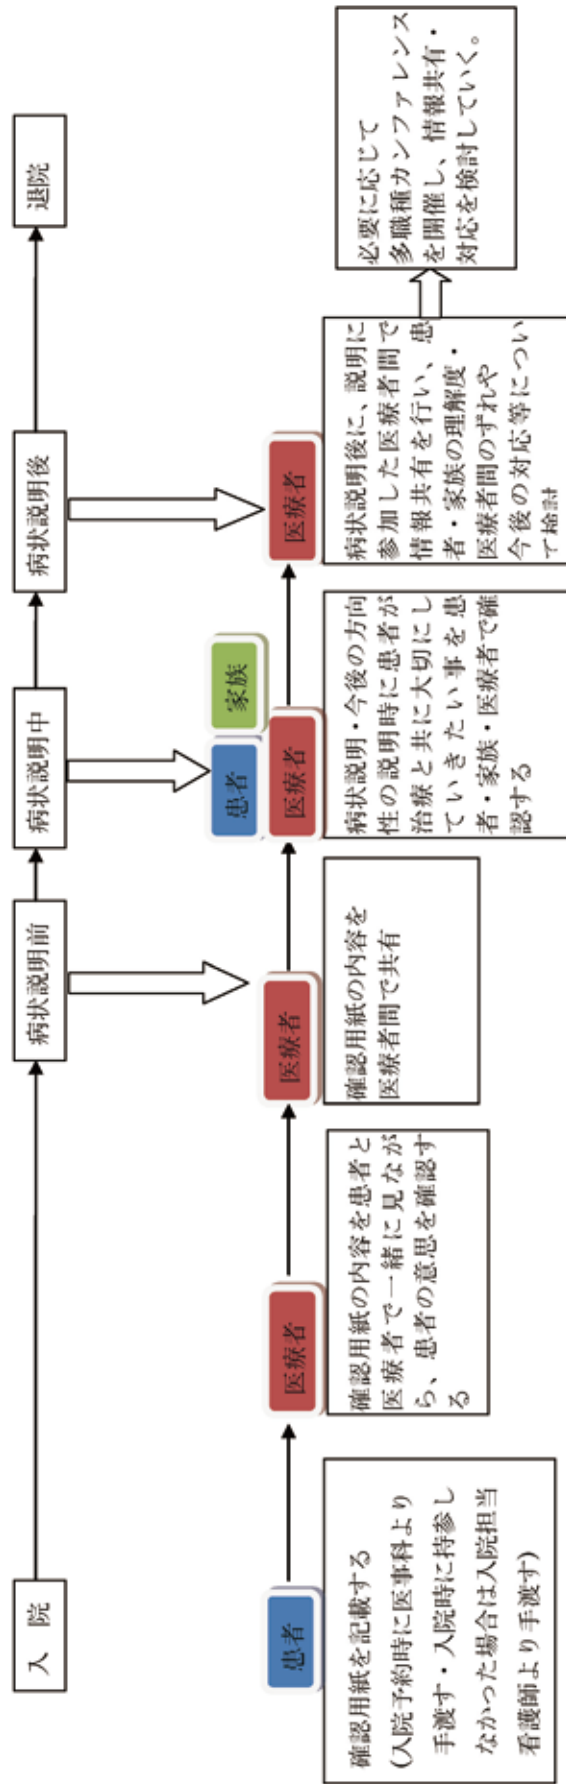 入 院
病状説明前
病状説明中
病状説明後
退院
患者
医療者
医療者
患者
家族
医療者
医療者
確認用紙を記載する
(入院予約時に医事科より
手渡す・入院時に持参し
なかった場合は入院担当
看護師より手渡す)
確認用紙の内容を患者と
医療者で一緒に見なが
ら、患者の意思を確認す
る
確認用紙の内容を
医療者間で共有
病状説明・今後の方向
性の説明時に患者が
治療と共に大切にし
ていきたい事を患
者・家族・医療者で確
認する
病状説明後に、説明に
参加した医療者間で
情報共有を行い、患
者・家族の理解度・
医療者間のずれや
今後の対応等につい
て検討
必要に応じて
多職種カンファレンス
を開催し、情報共有・
対応を検討していく。